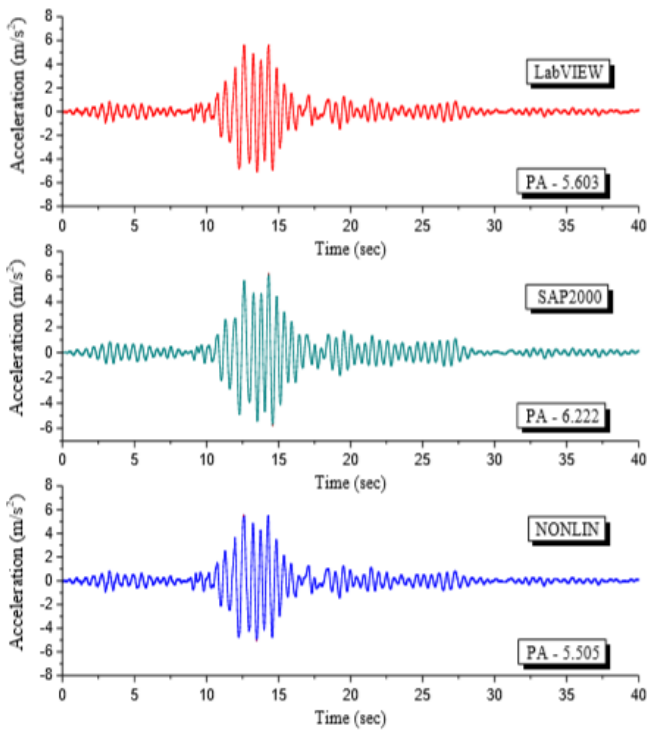 8
6
4
2
0
-2
-4
-6
-8
Acceleration (m/s²)
LabVIEW
PA - 5.603
0 5 10 15 20 25 30 35 40
Time (sec)
8
6
4
2
0
-2
-4
-6
Acceleration (m/s²)
SAP2000
PA - 6.222
0 5 10 15 20 25 30 35 40
Time (sec)
8
6
4
2
0
-2
-4
-6
-8
Acceleration (m/s²)
NONLIN
PA - 5.505
0 5 10 15 20 25 30 35 40
Time (sec)